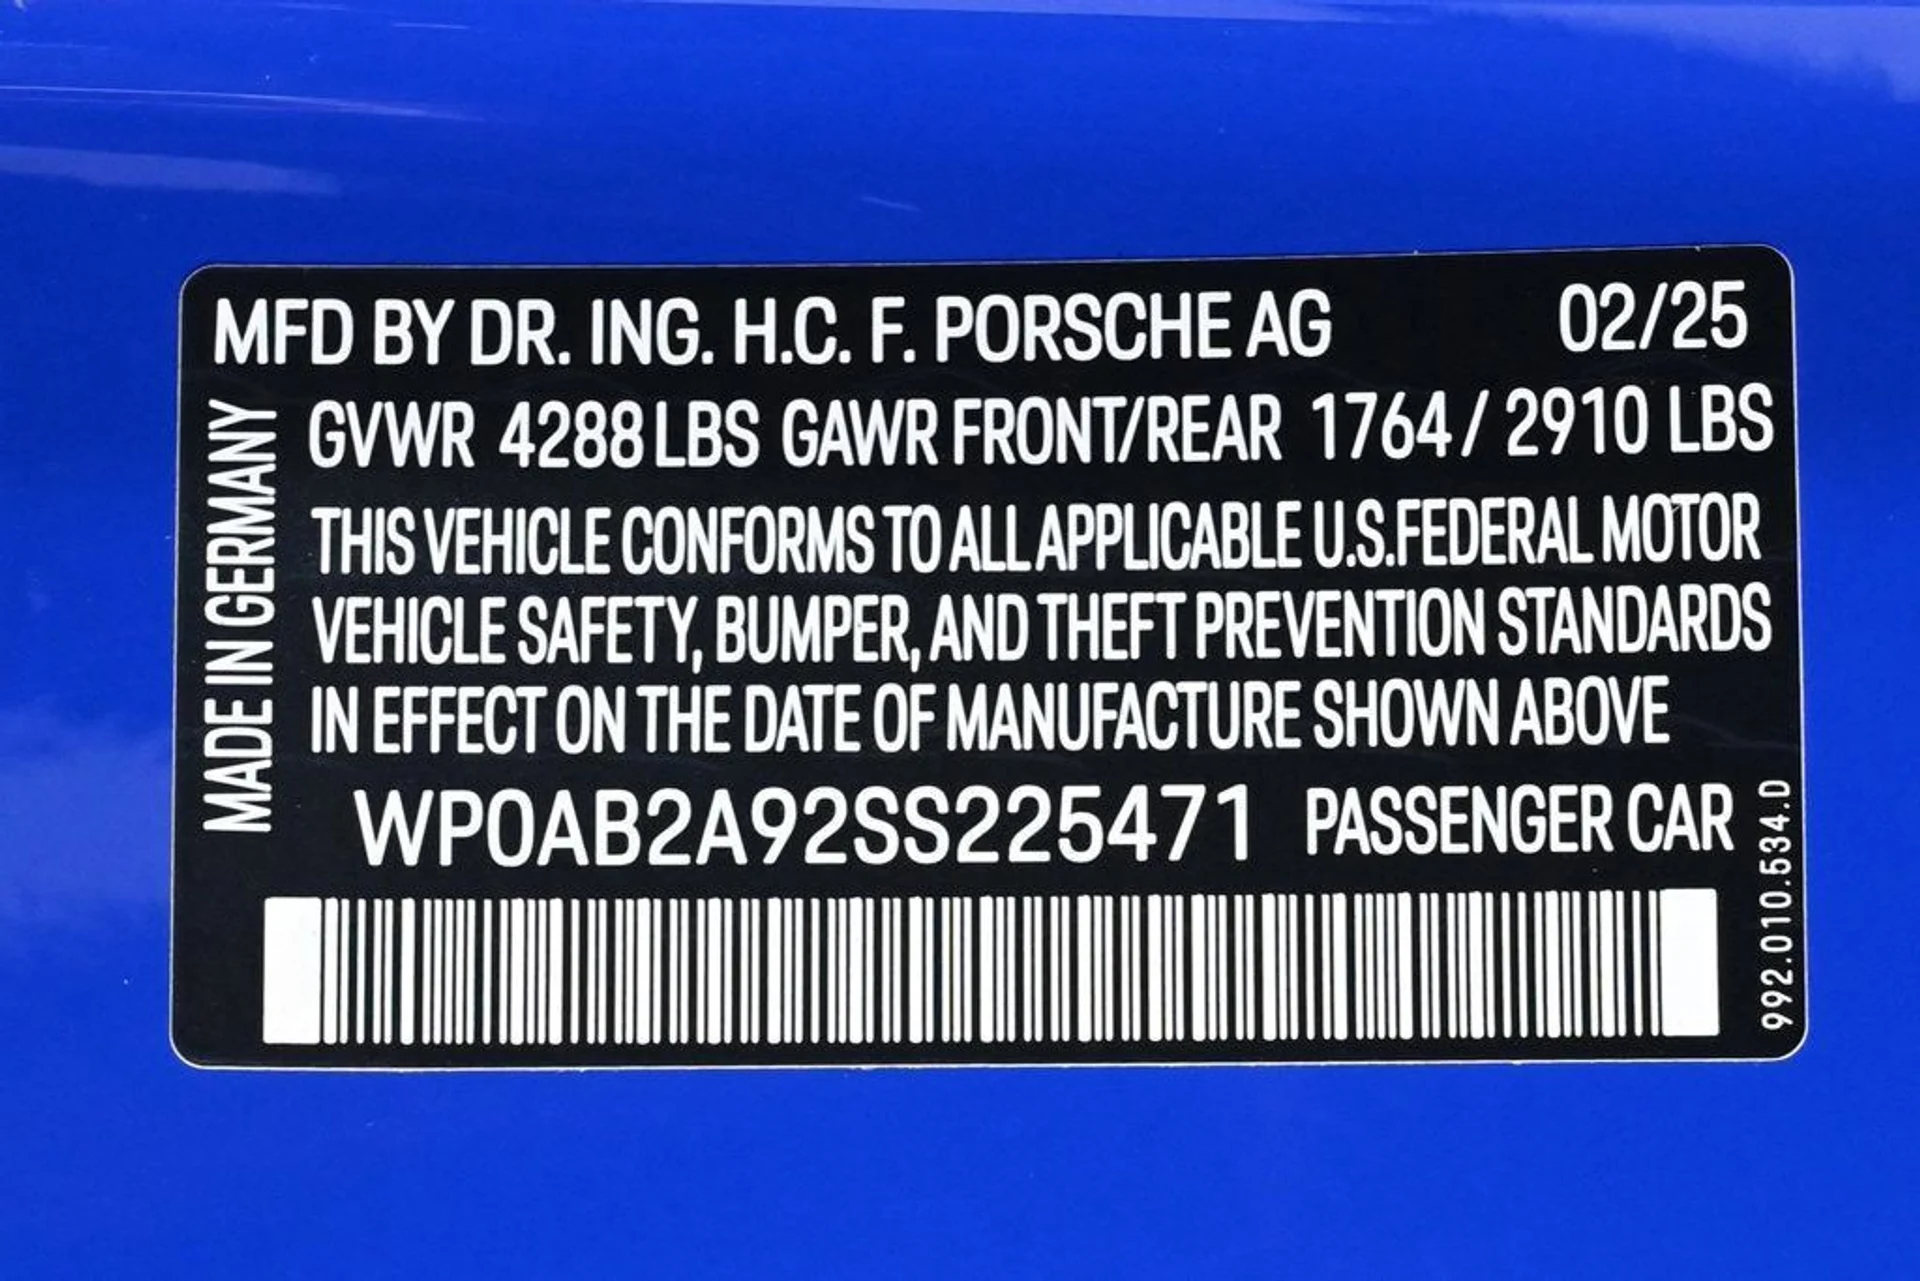 MFD BY DR. ING. H.C. F. PORSCHE AG 02/25
GVWR 4288 LBS GAWR FRONT/REAR 1764 / 2910 LBS
THIS VEHICLE CONFORMS TO ALL APPLICABLE U.S.FEDERAL MOTOR
VEHICLE SAFETY, BUMPER, AND THEFT PREVENTION STANDARDS
IN EFFECT ON THE DATE OF MANUFACTURE SHOWN ABOVE
WP0AB2A92SS225471 PASSENGER CAR
MADE IN GERMANY
992.010.534.D